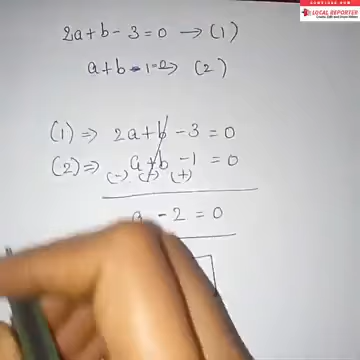 LOCAL REPORTER
2a+b-3=0 → (1)
a+b-1=0 ⇒ (2)
(1) ⇒ 2a+b-3=0
(2) ⇒ a+b-1=0
(-) (-) (+)
a-2=0